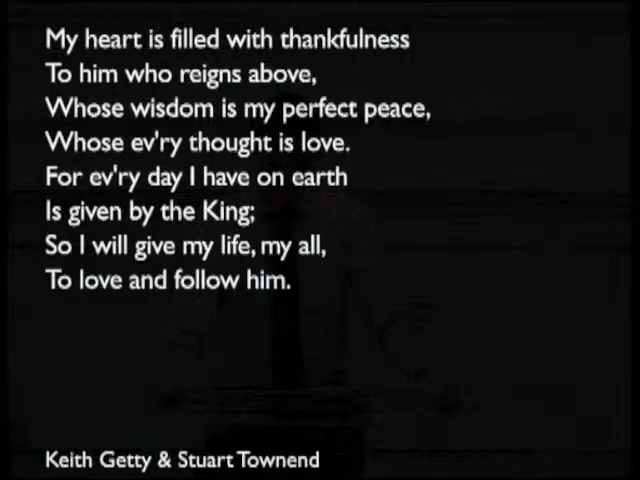 My heart is filled with thankfulness
To him who reigns above,
Whose wisdom is my perfect peace,
Whose ev'ry thought is love.
For ev'ry day I have on earth
Is given by the King;
So I will give my life, my all,
To love and follow him.
Keith Getty & Stuart Townend